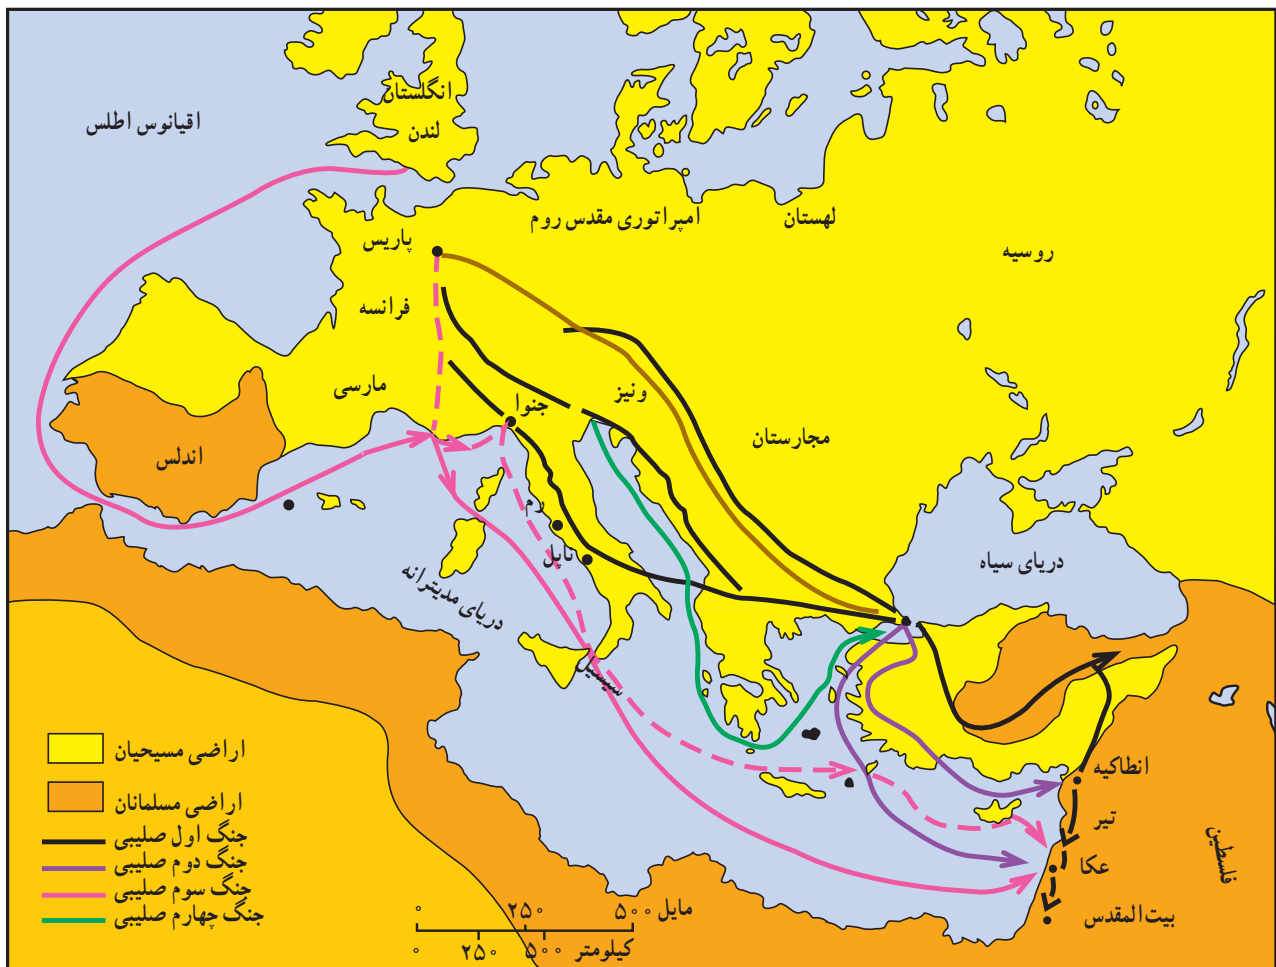 انگلستان
لندن
اقیانوس اطلس
امپراتوری مقدس روم
لهستان
روسیه
پاریس
فرانسه
مارسی
جنوا
ونیز
مجارستان
اندلس
رم
ناپل
دریای مدیترانه
دریای سیاه
سیسیل
انطاکیه
تیر
عکا
فلسطین
بیت‌المقدس
اراضی مسیحیان
اراضی مسلمانان
جنگ اول صلیبی
جنگ دوم صلیبی
جنگ سوم صلیبی
جنگ چهارم صلیبی
۰ ۲۵۰ ۵۰۰ مایل
۰ ۲۵۰ ۵۰۰ کیلومتر